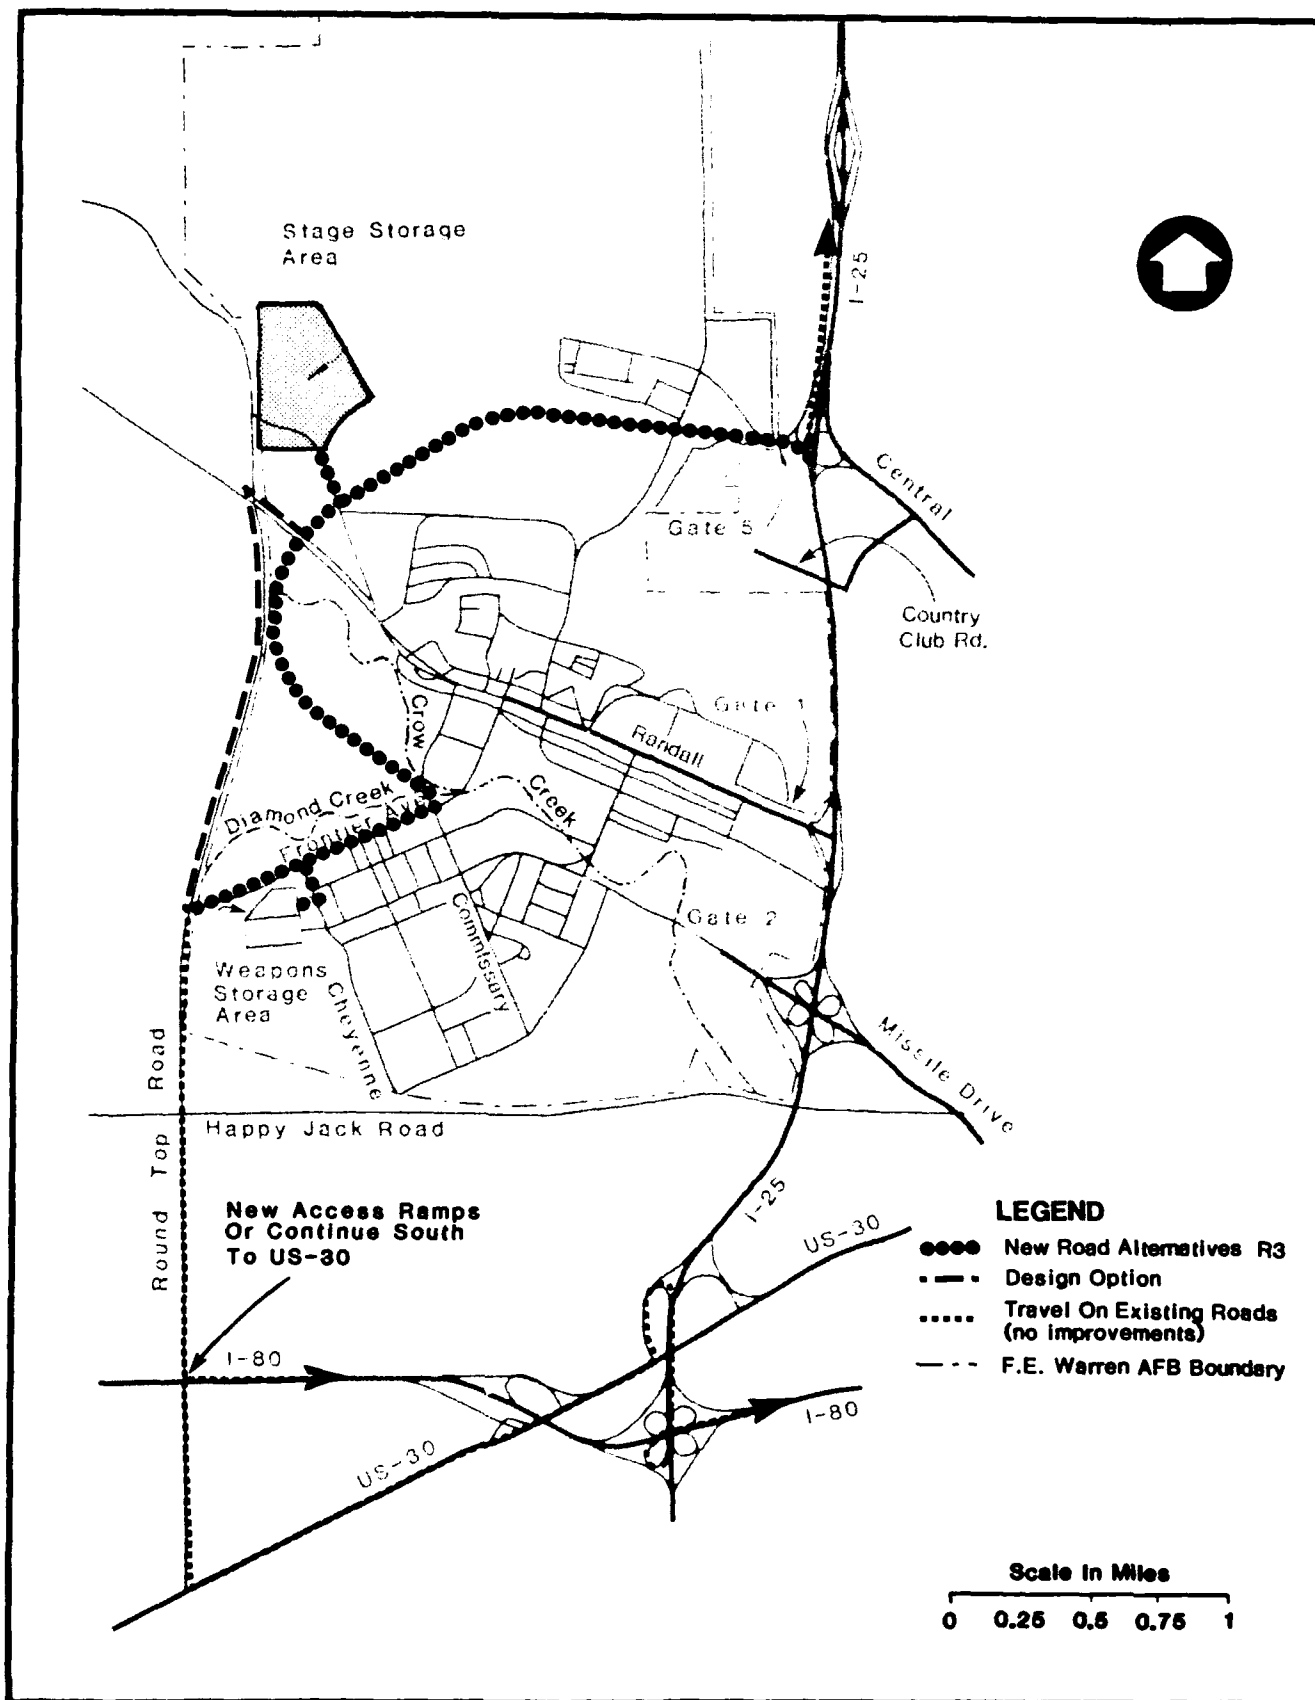 Stage Storage
Area
I-25
Central
Gate 5
Country
Club Rd.
Gate 1
Randall
Crow
Creek
Diamond Creek
Frontier Ave
Gate 2
Commissary
Weapons
Storage
Area
Cheyenne
Missile Drive
Round Top Road
Happy Jack Road
New Access Ramps
Or Continue South
To US-30
I-25
US-30
I-80
I-80
US-30
LEGEND
New Road Alternatives R3
Design Option
Travel On Existing Roads
(no improvements)
F.E. Warren AFB Boundary
Scale In Miles
0 0.25 0.5 0.75 1